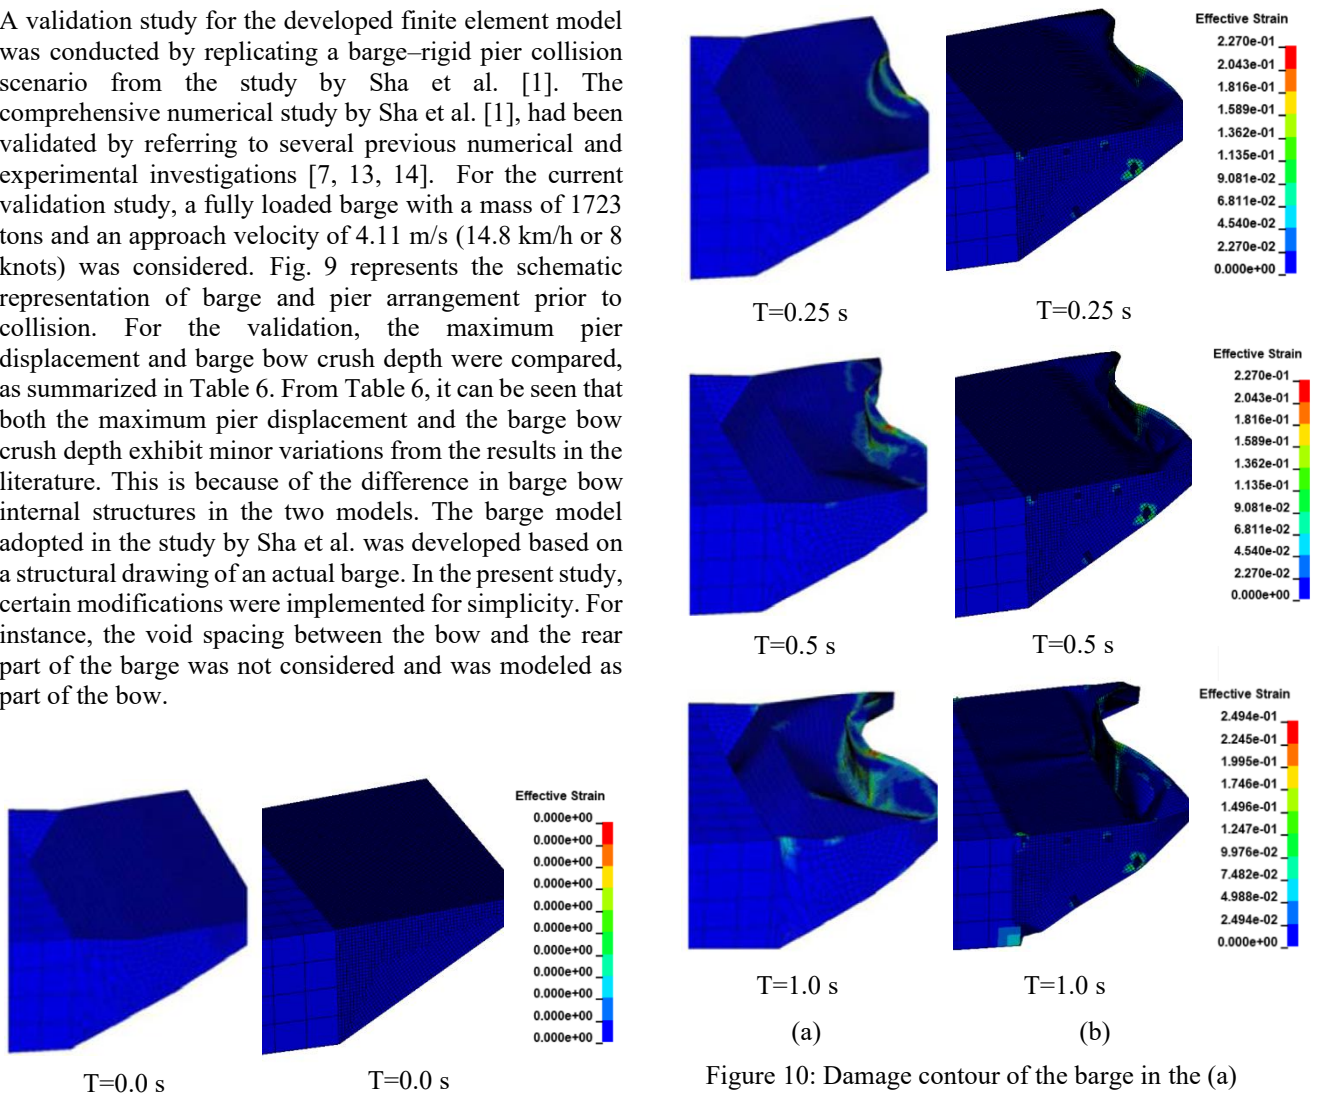 A validation study for the developed finite element model
was conducted by replicating a barge–rigid pier collision
scenario from the study by Sha et al. [1]. The
comprehensive numerical study by Sha et al. [1], had been
validated by referring to several previous numerical and
experimental investigations [7, 13, 14]. For the current
validation study, a fully loaded barge with a mass of 1723
tons and an approach velocity of 4.11 m/s (14.8 km/h or 8
knots) was considered. Fig. 9 represents the schematic
representation of barge and pier arrangement prior to
collision. For the validation, the maximum pier
displacement and barge bow crush depth were compared,
as summarized in Table 6. From Table 6, it can be seen that
both the maximum pier displacement and the barge bow
crush depth exhibit minor variations from the results in the
literature. This is because of the difference in barge bow
internal structures in the two models. The barge model
adopted in the study by Sha et al. was developed based on
a structural drawing of an actual barge. In the present study,
certain modifications were implemented for simplicity. For
instance, the void spacing between the bow and the rear
part of the barge was not considered and was modeled as
part of the bow.
Effective Strain
0.000e+00
0.000e+00
0.000e+00
0.000e+00
0.000e+00
0.000e+00
0.000e+00
0.000e+00
0.000e+00
0.000e+00
0.000e+00
T=0.0 s
T=0.0 s
Effective Strain
2.270e-01
2.043e-01
1.816e-01
1.589e-01
1.362e-01
1.135e-01
9.081e-02
6.811e-02
4.540e-02
2.270e-02
0.000e+00
T=0.25 s
T=0.25 s
Effective Strain
2.270e-01
2.043e-01
1.816e-01
1.589e-01
1.362e-01
1.135e-01
9.081e-02
6.811e-02
4.540e-02
2.270e-02
0.000e+00
T=0.5 s
T=0.5 s
Effective Strain
2.494e-01
2.245e-01
1.995e-01
1.746e-01
1.496e-01
1.247e-01
9.976e-02
7.482e-02
4.988e-02
2.494e-02
0.000e+00
T=1.0 s
T=1.0 s
(a)
(b)
Figure 10: Damage contour of the barge in the (a)